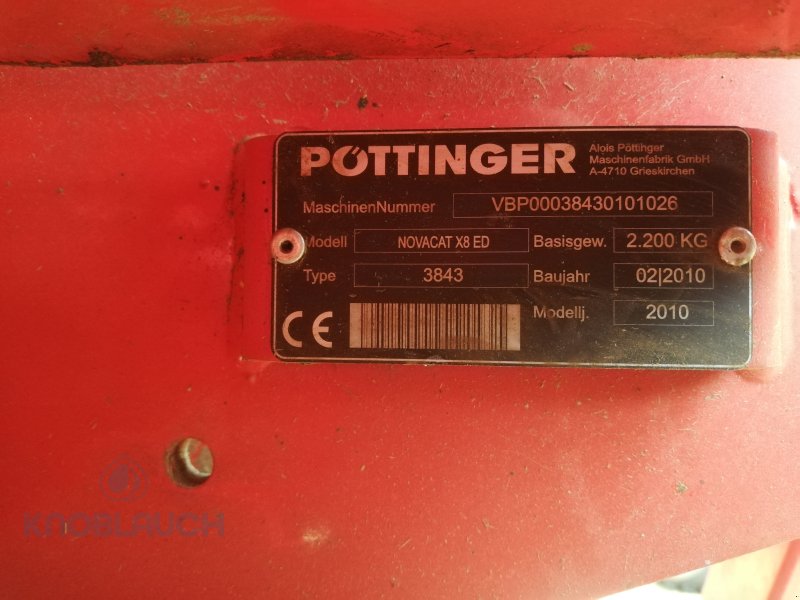 PÖTTINGER
Alois Pöttinger
Maschinenfabrik GmbH
A-4710 Grieskirchen
MaschinenNummer VBP00038430101026
Modell NOVACAT X8 ED Basisgew. 2.200 KG
Type 3843 Baujahr 02|2010
Modellj. 2010
CE
KNOBLAUCH